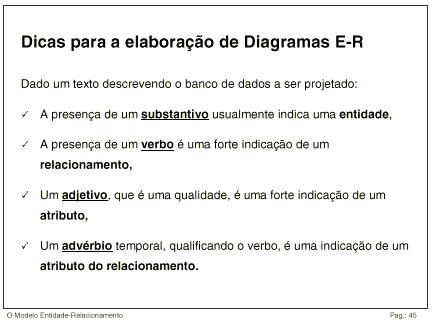 Dicas para a elaboração de Diagramas E-R
Dado um texto descrevendo o banco de dados a ser projetado:
✓ A presença de um substantivo usualmente indica uma entidade,
✓ A presença de um verbo é uma forte indicação de um
relacionamento,
✓ Um adjetivo, que é uma qualidade, é uma forte indicação de um
atributo,
✓ Um advérbio temporal, qualificando o verbo, é uma indicação de um
atributo do relacionamento.
O Modelo Entidade-Relacionamento Pag.: 45